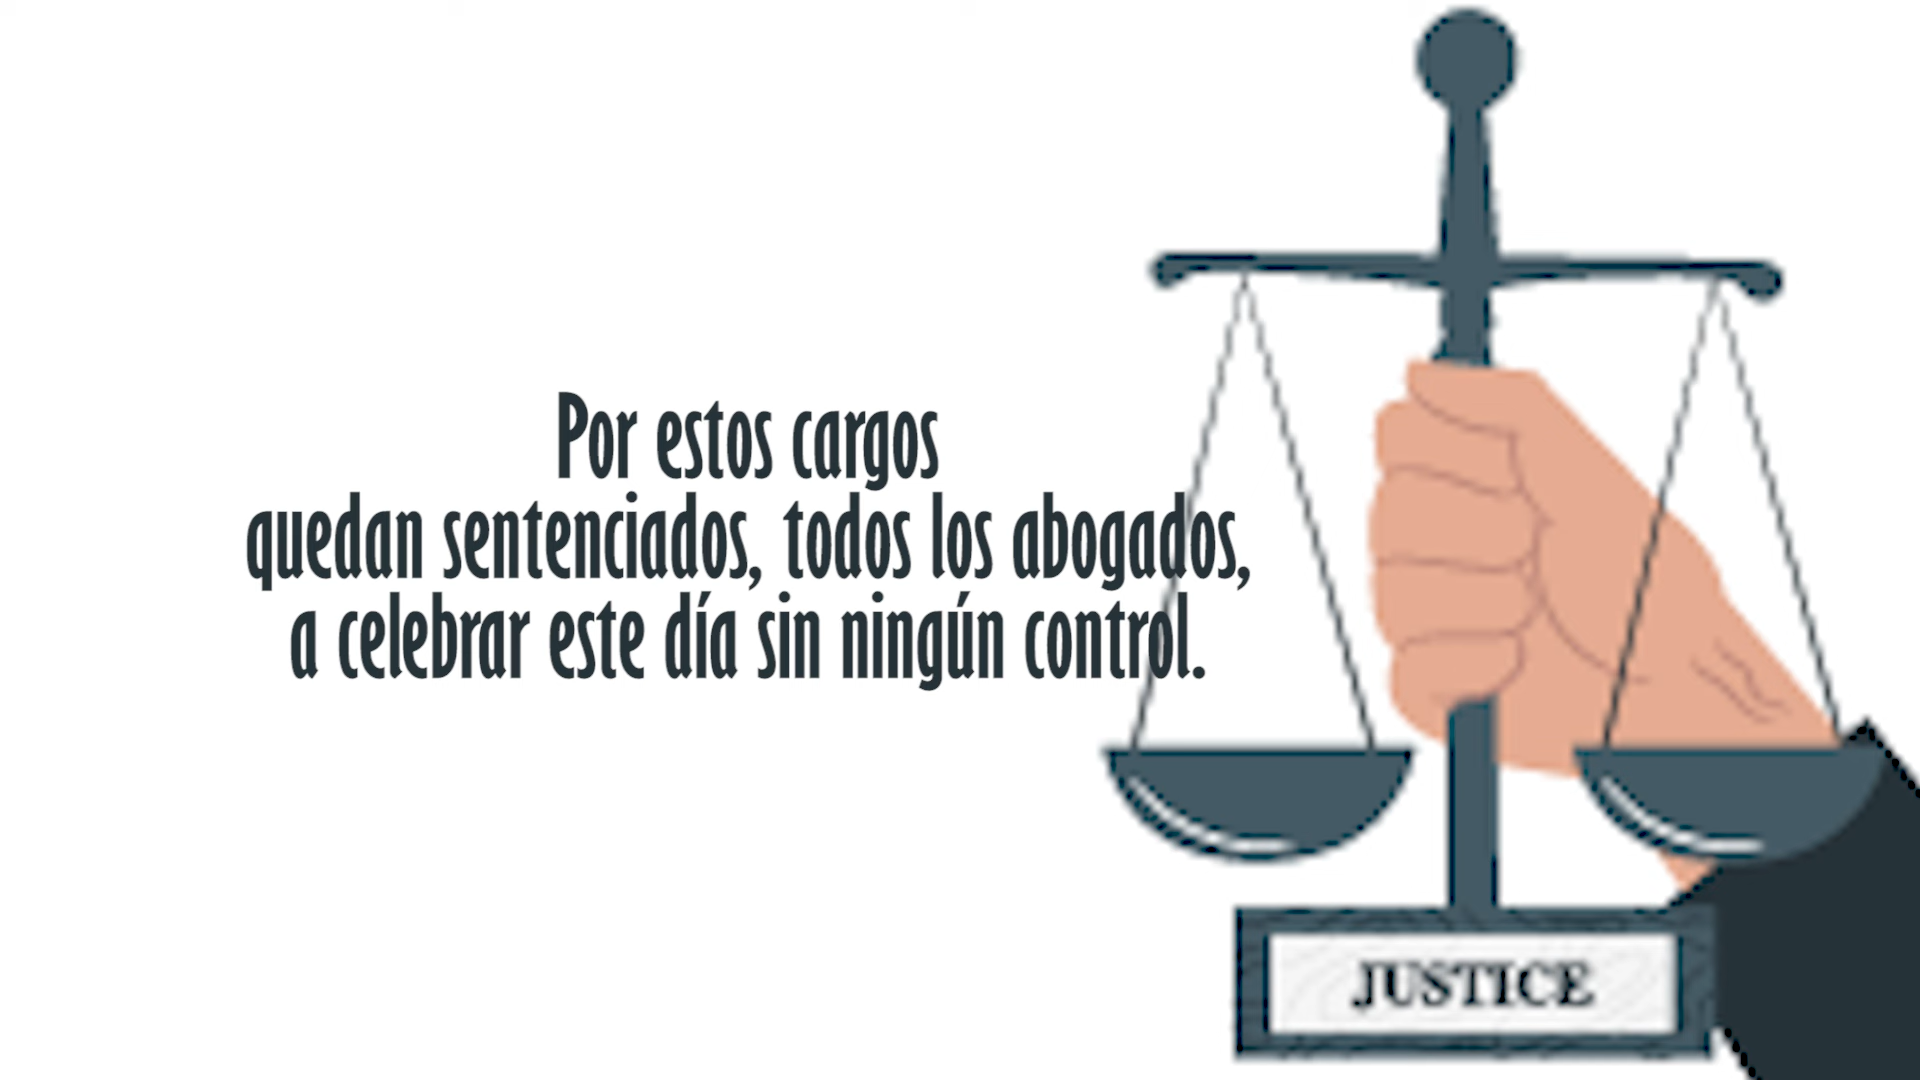 Por estos cargos
quedan sentenciados, todos los abogados,
a celebrar este día sin ningún control.
JUSTICE